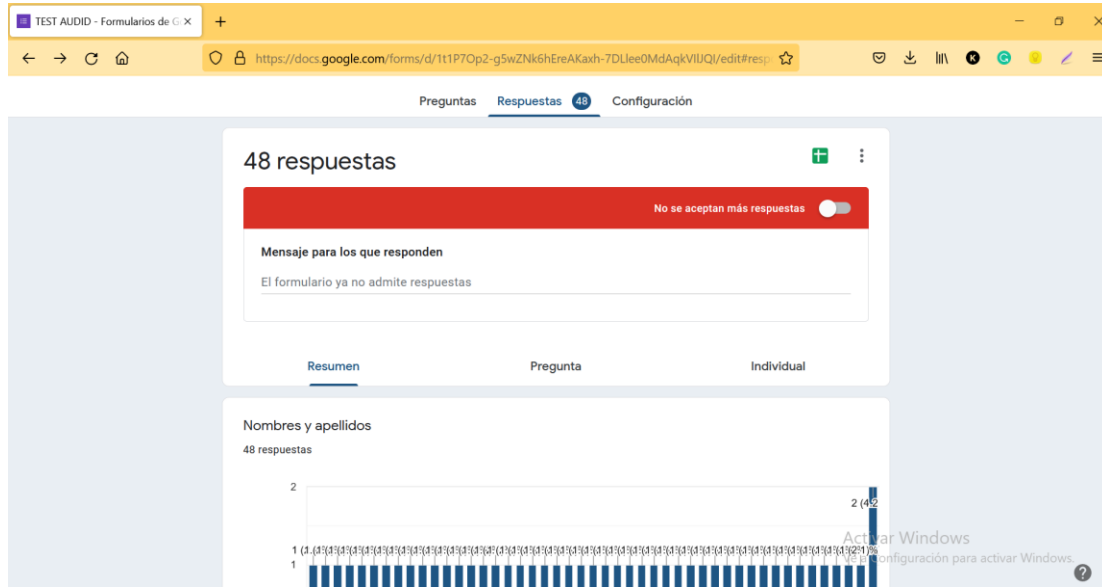 TEST AUDID - Formularios de G
https://docs.google.com/forms/d/1t1P7Op2-g5wZNk6hEreAKaxh-7DLlee0MdAqkVIlJQI/edit#resp
Preguntas Respuestas 48 Configuración
48 respuestas
No se aceptan más respuestas
Mensaje para los que responden
El formulario ya no admite respuestas
Resumen Pregunta Individual
Nombres y apellidos
48 respuestas
2
2 (4
1
1
Activar Windows
Ve a Configuración para activar Windows.